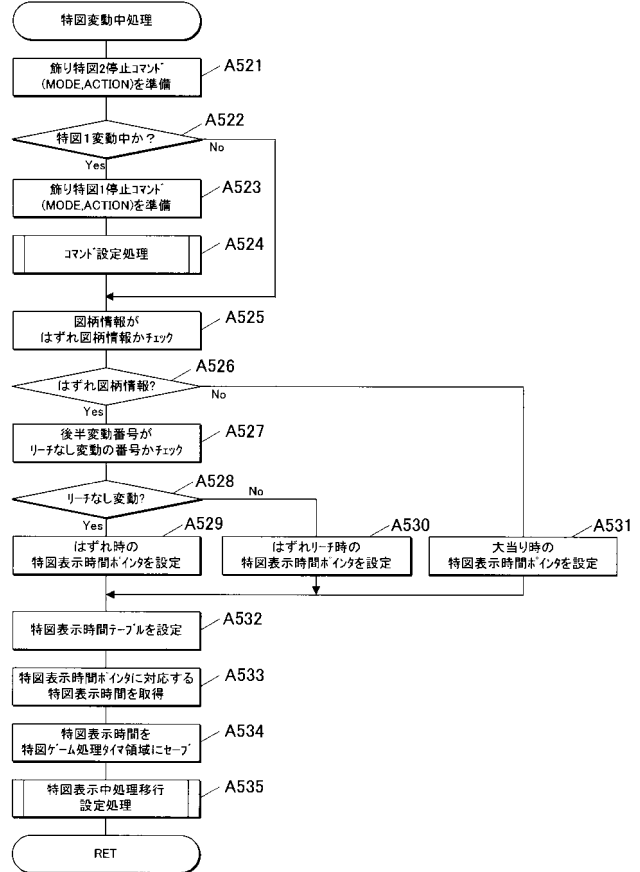 特図変動中処理
飾り特図2停止コマンド
(MODE,ACTION)を準備
A521
特図1変動中か？
A522
No
Yes
飾り特図1停止コマンド
(MODE,ACTION)を準備
A523
コマンド設定処理
A524
図柄情報が
はずれ図柄情報かチェック
A525
はずれ図柄情報?
A526
No
Yes
後半変動番号が
リーチなし変動の番号かチェック
A527
リーチなし変動?
A528
No
Yes
はずれ時の
特図表示時間ポインタを設定
A529
はずれリーチ時の
特図表示時間ポインタを設定
A530
大当り時の
特図表示時間ポインタを設定
A531
特図表示時間テーブルを設定
A532
特図表示時間ポインタに対応する
特図表示時間を取得
A533
特図表示時間を
特図ゲーム処理タイマ領域にセーブ
A534
特図表示中処理移行
設定処理
A535
RET